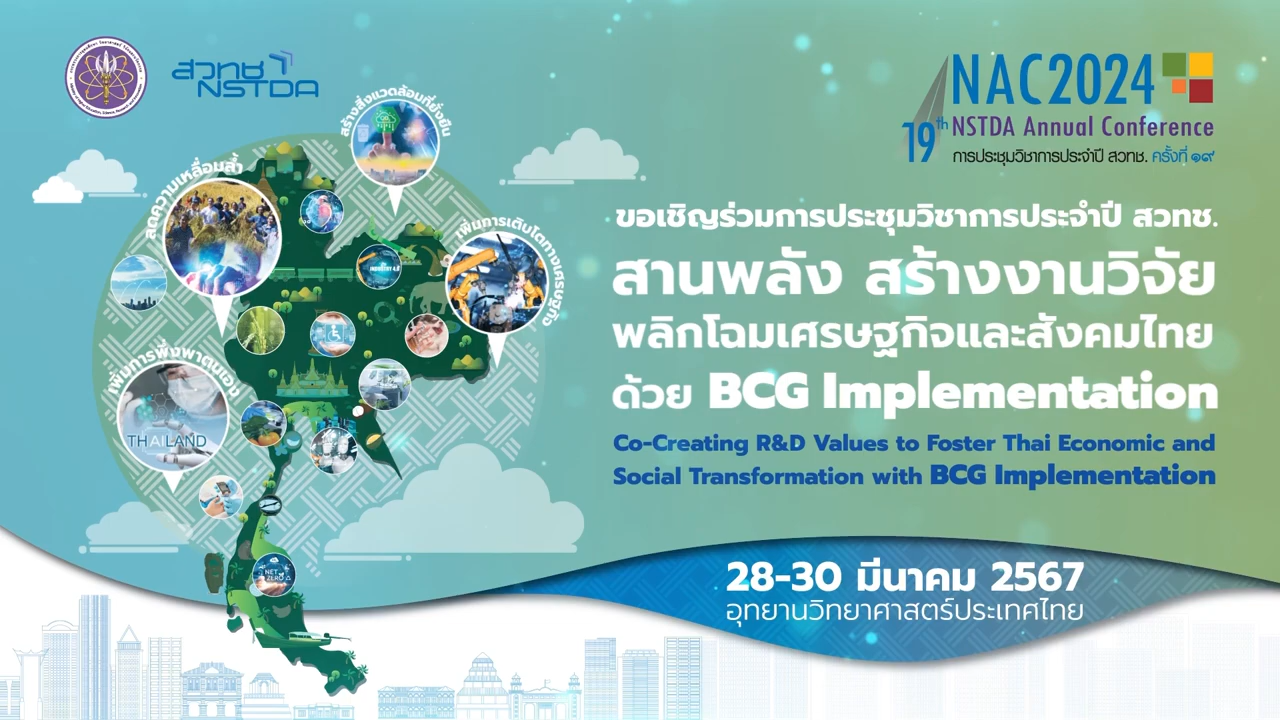 สวทช
NSTDA
19th
NAC2024
NSTDA Annual Conference
การประชุมวิชาการประจำปี สวทช. ครั้งที่ ๑๙
สร้างสิ่งแวดล้อมที่ยั่งยืน
ลดความเหลื่อมล้ำ
เพิ่มการเติบโตทางเศรษฐกิจ
INDUSTRY 4.0
เพิ่มการพึ่งพาตนเอง
THAILAND
NET
ZERO
ขอเชิญร่วมการประชุมวิชาการประจำปี สวทช.
สานพลัง สร้างงานวิจัย
พลิกโฉมเศรษฐกิจและสังคมไทย
ด้วย BCG Implementation
Co-Creating R&D Values to Foster Thai Economic and
Social Transformation with BCG Implementation
28-30 มีนาคม 2567
อุทยานวิทยาศาสตร์ประเทศไทย